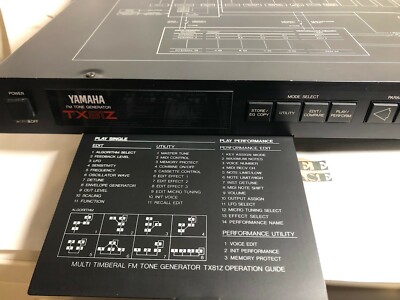 YAMAHA
FM TONE GENERATOR
TX81Z
POWER
MODE SELECT
STORE/
EG COPY
UTILITY
EDIT/
COMPARE
PLAY/
PERFORM
PLAY SINGLE
EDIT
1 ALGORITHM SELECT
2 FEEDBACK LEVEL
3 LFO
4 SENSITIVITY
5 FREQUENCY
6 OSCILLATOR WAVE
7 DETUNE
8 ENVELOPE GENERATOR
9 OUT LEVEL
10 SCALING
11 FUNCTION
UTILITY
1 MASTER TUNE
2 MIDI CONTROL
3 MEMORY PROTECT
4 COMBINE ON/OFF
5 CASSETTE CONTROL
6 EDIT EFFECT 1
7 EDIT EFFECT 2
8 EDIT EFFECT 3
9 EDIT MICRO TUNING
10 INIT VOICE
11 RECALL EDIT
ALGORITHM
PLAY PERFORMANCE
PERFORMANCE EDIT
1 KEY ASSIGN MODE
2 MAXIMUM NOTES
3 VOICE NUMBER
4 MIDI RECV CH
5 NOTE LIMIT/LOW
6 NOTE LIMIT/HIGH
7 INST DETUNE
8 MIDI NOTE SHIFT
9 VOLUME
10 OUTPUT ASSIGN
11 LFO SELECT
12 MICRO TUNING SELECT
13 EFFECT SELECT
14 PERFORMANCE NAME
PERFORMANCE UTILITY
1 VOICE EDIT
2 INIT PERFORMANCE
3 MEMORY PROTECT
MULTI TIMBERAL FM TONE GENERATOR TX81Z OPERATION GUIDE